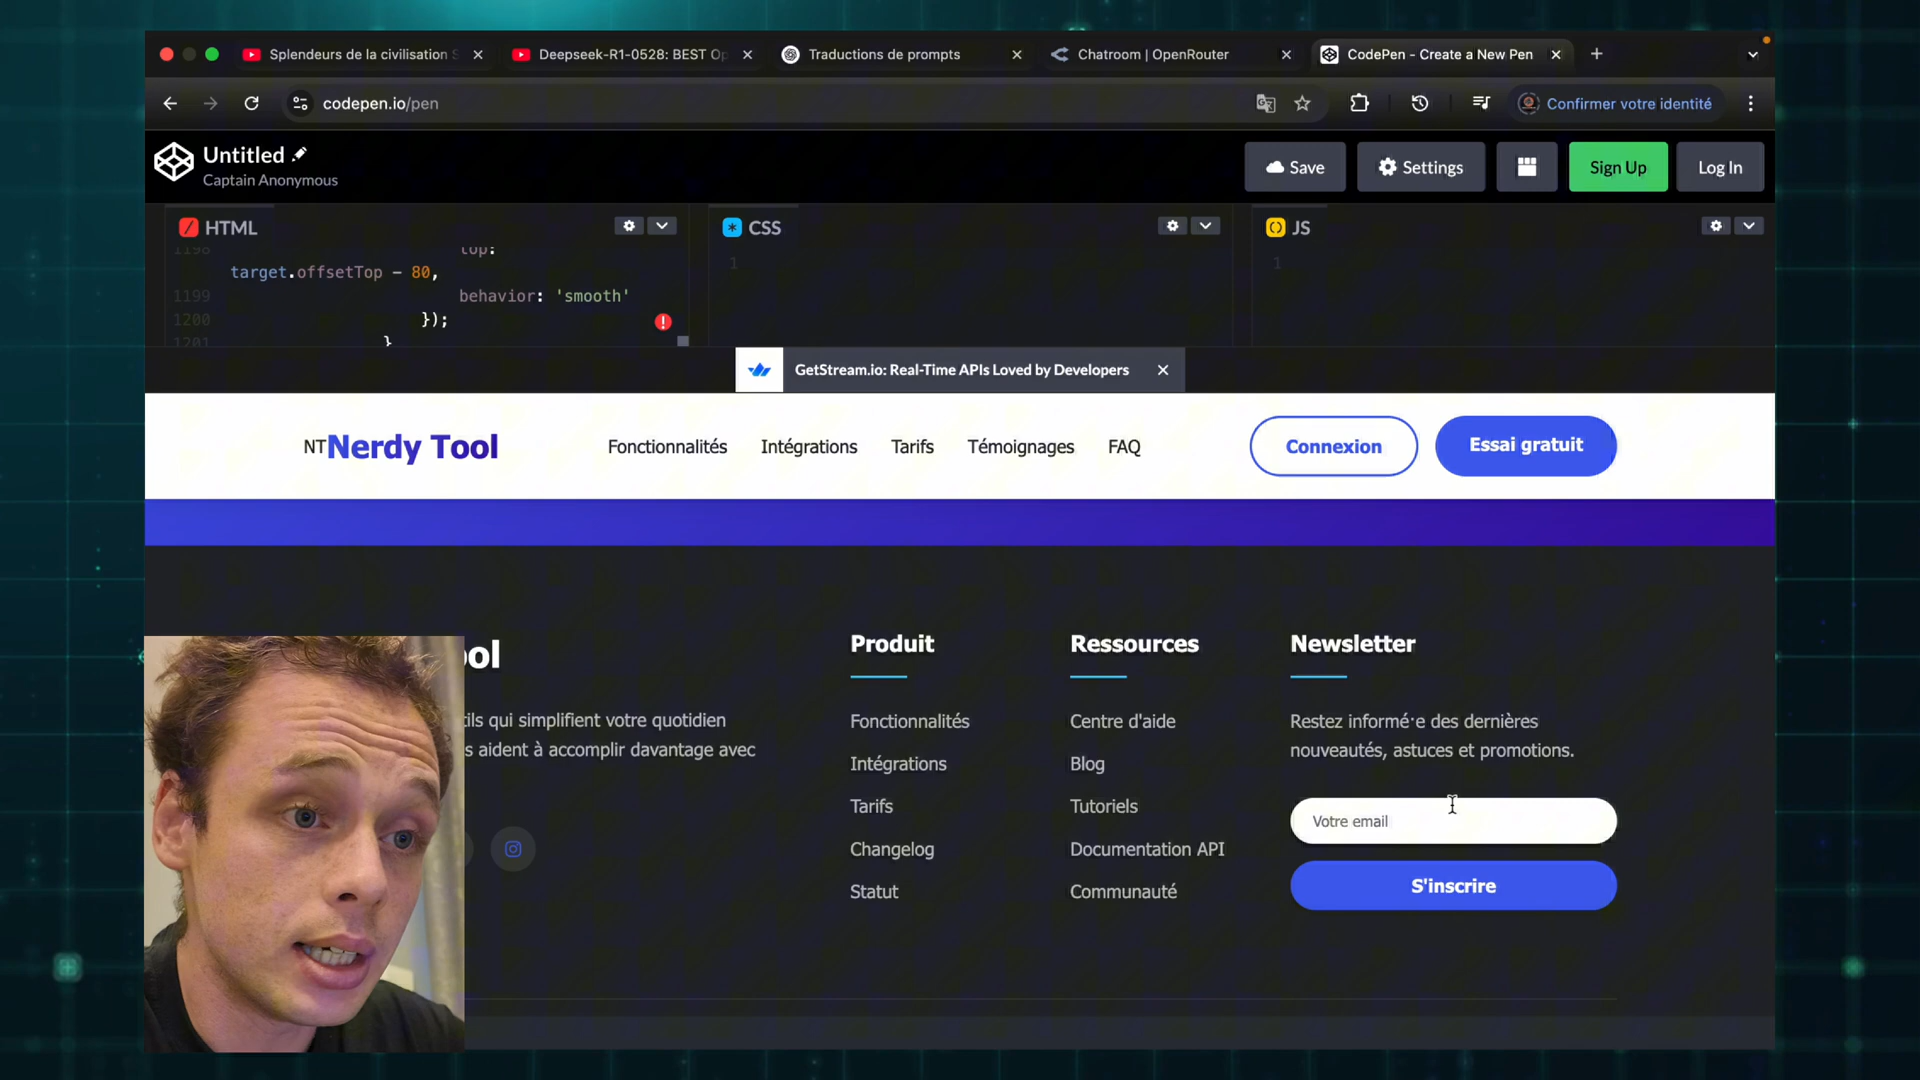 Splendeurs de la civilisation S
Deepseek-R1-0528: BEST Op
Traductions de prompts
Chatroom | OpenRouter
CodePen - Create a New Pen
codepen.io/pen
Confirmer votre identité
Untitled
Captain Anonymous
Save
Settings
Sign Up
Log In
HTML
CSS
JS
1198 top:
target.offsetTop - 80,
1199 behavior: 'smooth'
1200 });
1201 }
1
1
GetStream.io: Real-Time APIs Loved by Developers
NTNerdy Tool
Fonctionnalités
Intégrations
Tarifs
Témoignages
FAQ
Connexion
Essai gratuit
ool
tils qui simplifient votre quotidien
s aident à accomplir davantage avec
Produit
Fonctionnalités
Intégrations
Tarifs
Changelog
Statut
Ressources
Centre d'aide
Blog
Tutoriels
Documentation API
Communauté
Newsletter
Restez informé·e des dernières
nouveautés, astuces et promotions.
Votre email
S'inscrire